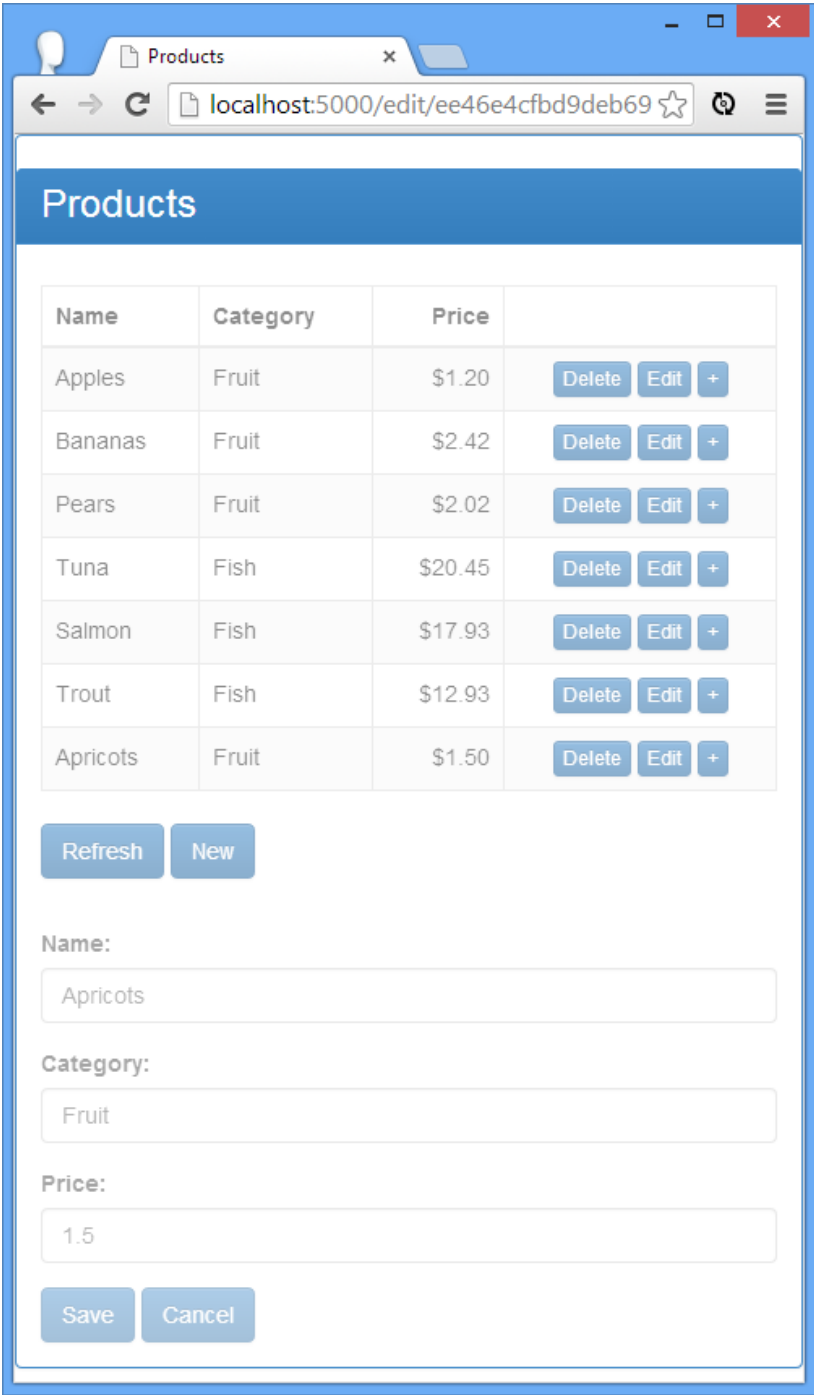 Products
localhost:5000/edit/ee46e4cfbd9deb69
Products
Name Category Price
Apples Fruit $1.20 Delete Edit +
Bananas Fruit $2.42 Delete Edit +
Pears Fruit $2.02 Delete Edit +
Tuna Fish $20.45 Delete Edit +
Salmon Fish $17.93 Delete Edit +
Trout Fish $12.93 Delete Edit +
Apricots Fruit $1.50 Delete Edit +
Refresh New
Name:
Apricots
Category:
Fruit
Price:
1.5
Save Cancel